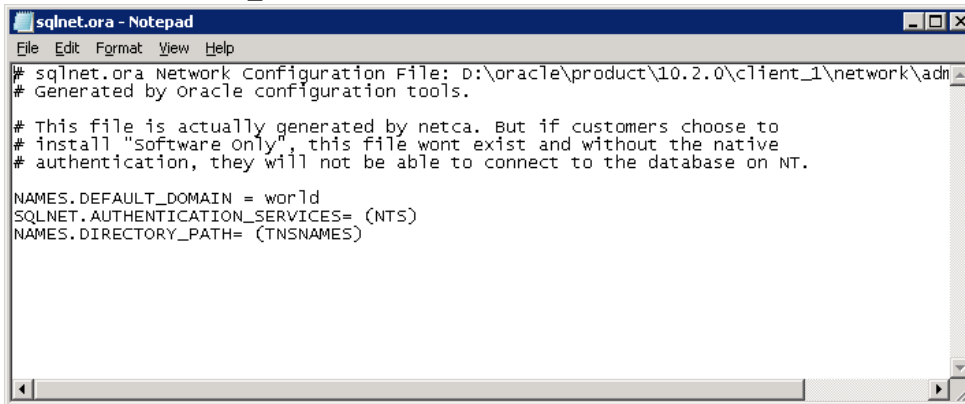 sqlnet.ora - Notepad
File Edit Format View Help
# sqlnet.ora Network Configuration File: D:\oracle\product\10.2.0\client_1\network\adm
# Generated by Oracle configuration tools.
# This file is actually generated by netca. But if customers choose to
# install "Software Only", this file wont exist and without the native
# authentication, they will not be able to connect to the database on NT.
NAMES.DEFAULT_DOMAIN = world
SQLNET.AUTHENTICATION_SERVICES= (NTS)
NAMES.DIRECTORY_PATH= (TNSNAMES)